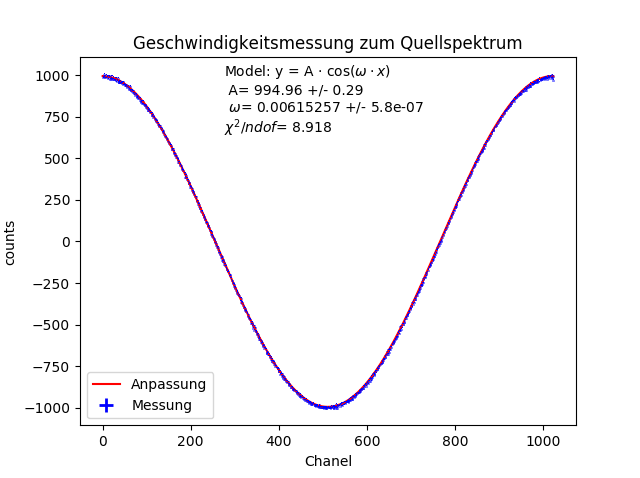 Geschwindigkeitsmessung zum Quellspektrum
Model: y = A · cos(ω · x)
A= 994.96 +/- 0.29
ω= 0.00615257 +/- 5.8e-07
χ²/ndof= 8.918
1000
750
500
250
0
−250
−500
−750
−1000
counts
Anpassung
Messung
0 200 400 600 800 1000
Chanel